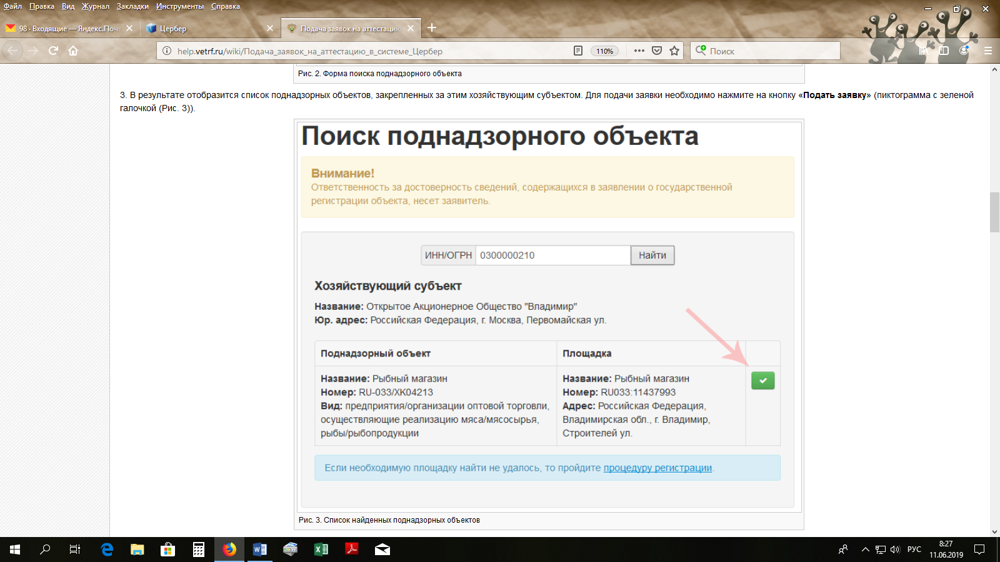 Файл Правка Вид Журнал Закладки Инструменты Справка
98 · Входящие — Яндекс.Почт
Цербер
Подача заявок на аттестацию
help.vetrf.ru/wiki/Подача_заявок_на_аттестацию_в_системе_Цербер
110%
Поиск
Рис. 2. Форма поиска поднадзорного объекта
3. В результате отобразится список поднадзорных объектов, закрепленных за этим хозяйствующим субъектом. Для подачи заявки необходимо нажмите на кнопку «Подать заявку» (пиктограмма с зеленой
галочкой (Рис. 3)).
Поиск поднадзорного объекта
Внимание!
Ответственность за достоверность сведений, содержащихся в заявлении о государственной
регистрации объекта, несет заявитель.
ИНН/ОГРН 0300000210 Найти
Хозяйствующий субъект
Название: Открытое Акционерное Общество "Владимир"
Юр. адрес: Российская Федерация, г. Москва, Первомайская ул.
Поднадзорный объект
Название: Рыбный магазин
Номер: RU-033/XK04213
Вид: предприятия/организации оптовой торговли,
осуществляющие реализацию мяса/мясосырья,
рыбы/рыбопродукции
Площадка
Название: Рыбный магазин
Номер: RU033:11437993
Адрес: Российская Федерация,
Владимирская обл., г. Владимир,
Строителей ул.
Если необходимую площадку найти не удалось, то пройдите процедуру регистрации.
Рис. 3. Список найденных поднадзорных объектов
РУС
8:27
11.06.2019